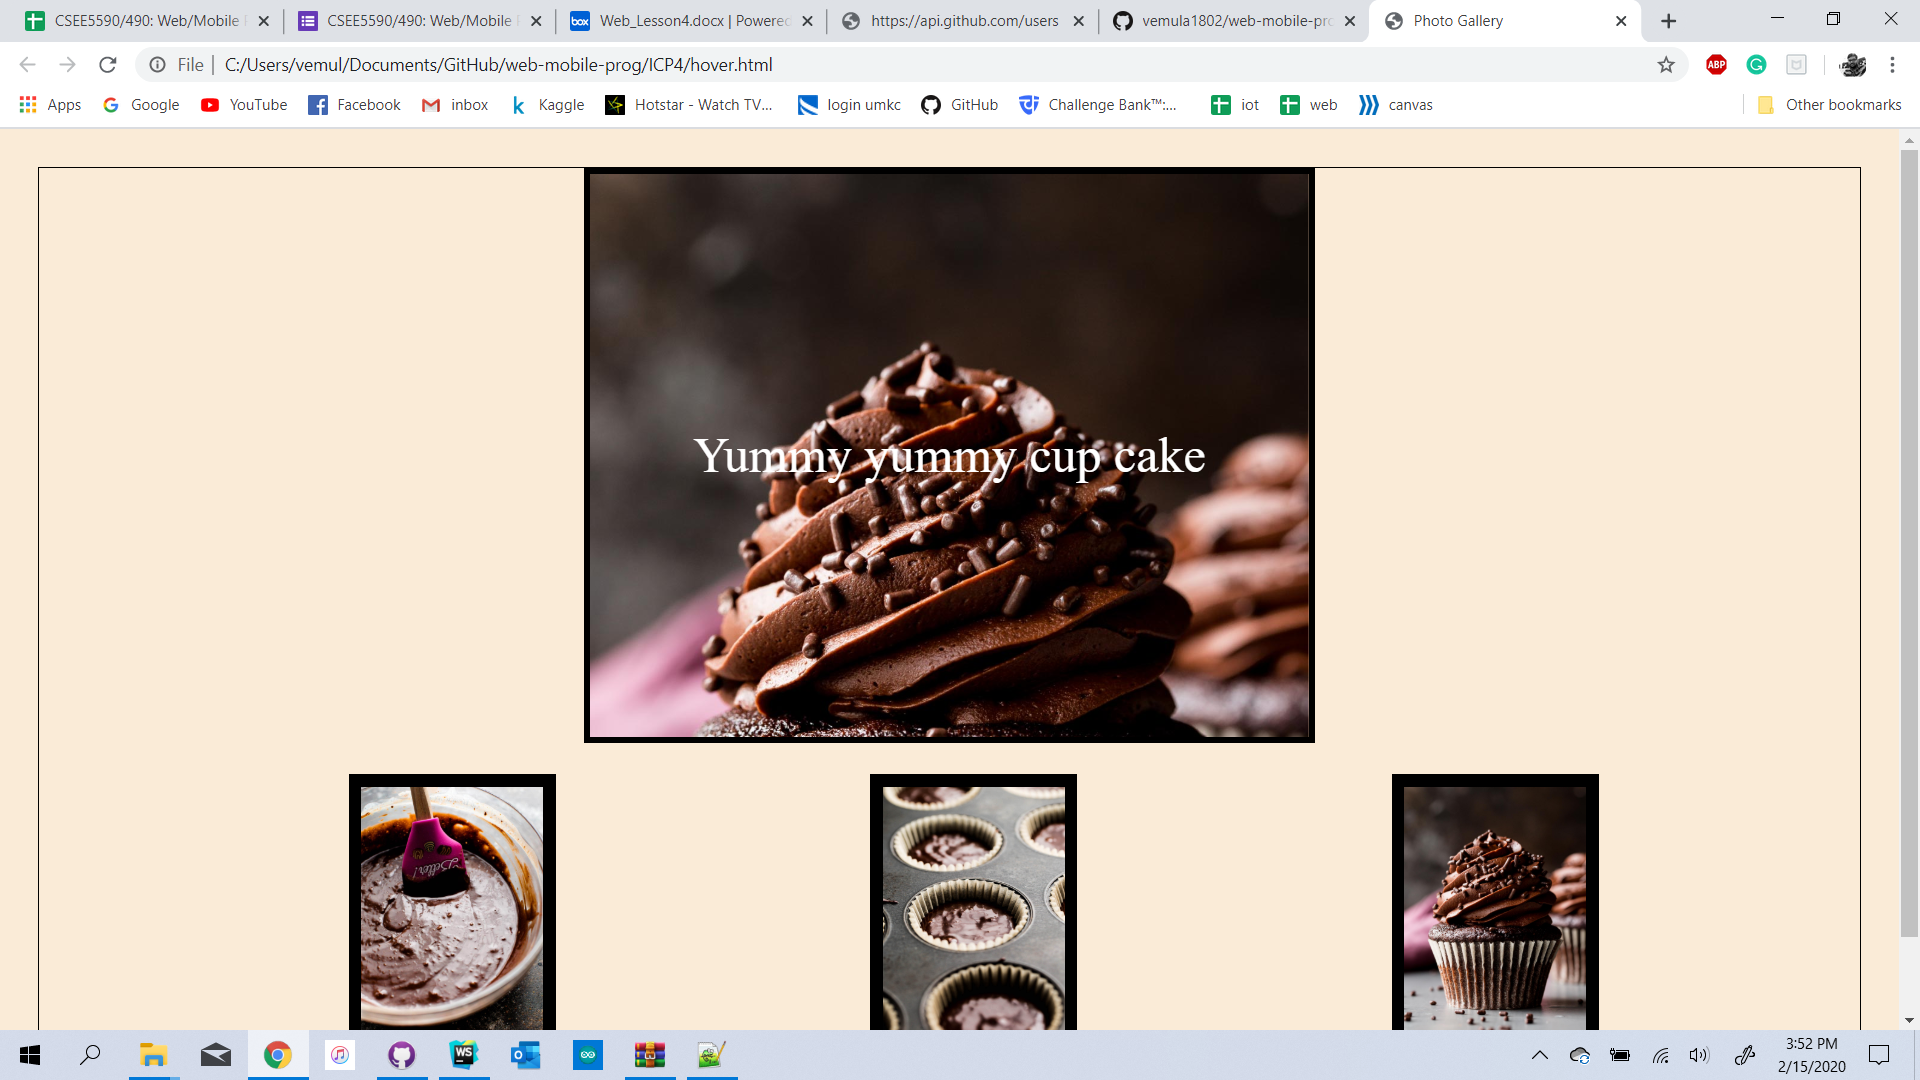 CSEE5590/490: Web/Mobile
CSEE5590/490: Web/Mobile
Web_Lesson4.docx | Powered
https://api.github.com/users
vemula1802/web-mobile-pro
Photo Gallery
File | C:/Users/vemul/Documents/GitHub/web-mobile-prog/ICP4/hover.html
ABP
Apps
Google
YouTube
Facebook
inbox
Kaggle
Hotstar - Watch TV...
login umkc
GitHub
Challenge Bank™:...
iot
web
canvas
Other bookmarks
Yummy yummy cup cake
Better!
3:52 PM
2/15/2020